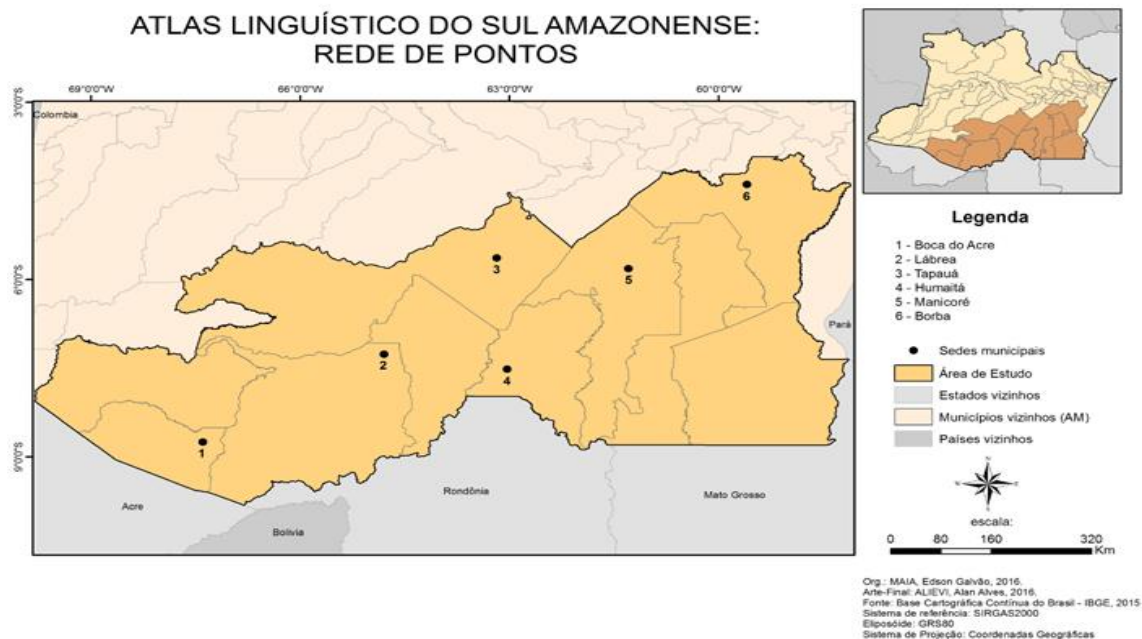 ATLAS LINGUÍSTICO DO SUL AMAZONENSE:
REDE DE PONTOS
69°0'0"W
66°0'0"W
63°0'0"W
60°0'0"W
3°0'0"S
6°0'0"S
9°0'0"S
Colombia
6
3
5
2
4
1
Pará
Acre
Bolivia
Rondônia
Mato Grosso
Legenda
1 - Boca do Acre
2 - Lábrea
3 - Tapauá
4 - Humaitá
5 - Manicoré
6 - Borba
Sedes municipais
Área de Estudo
Estados vizinhos
Municípios vizinhos (AM)
Países vizinhos
N
escala:
0 80 160 320
Km
Org.: MAIA, Edson Galvão, 2016.
Arte-Final: ALIEVI, Alan Alves, 2016.
Fonte: Base Cartográfica Contínua do Brasil - IBGE, 2015
Sistema de referência: SIRGAS2000
Elipsóide: GRS80
Sistema de Projeção: Coordenadas Geográficas